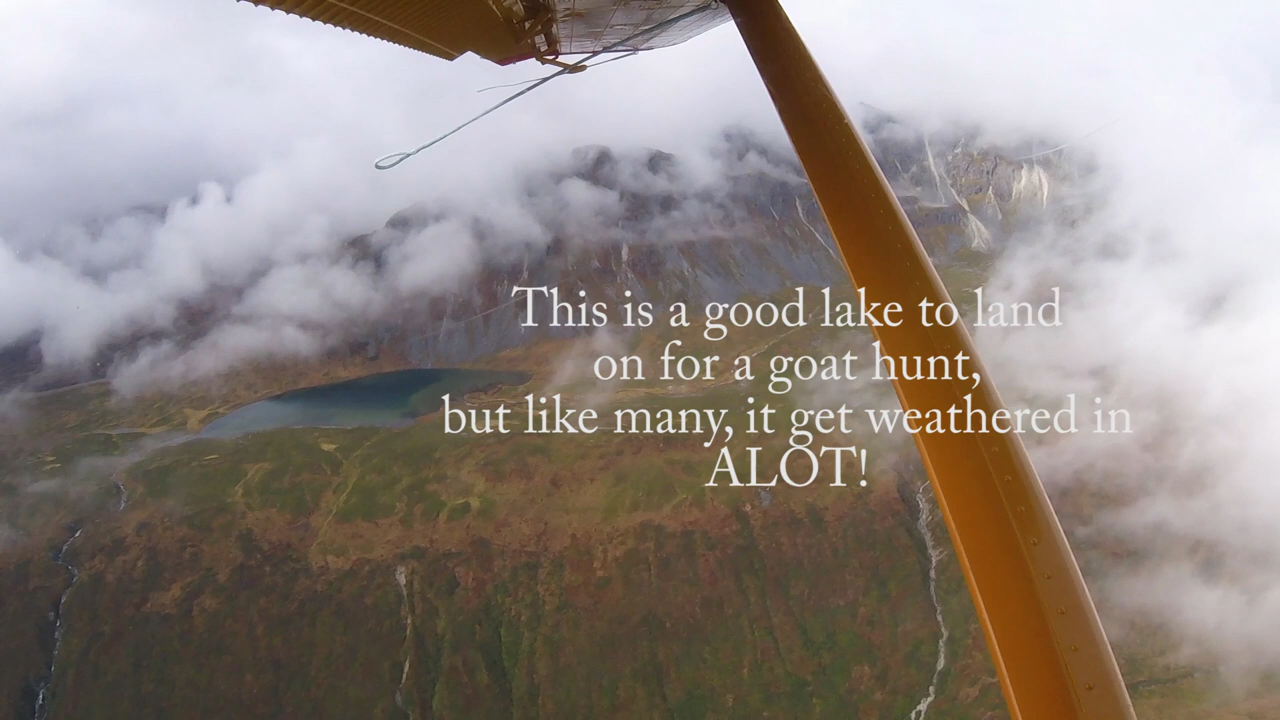 This is a good lake to land
on for a goat hunt,
but like many, it get weathered in
ALOT!